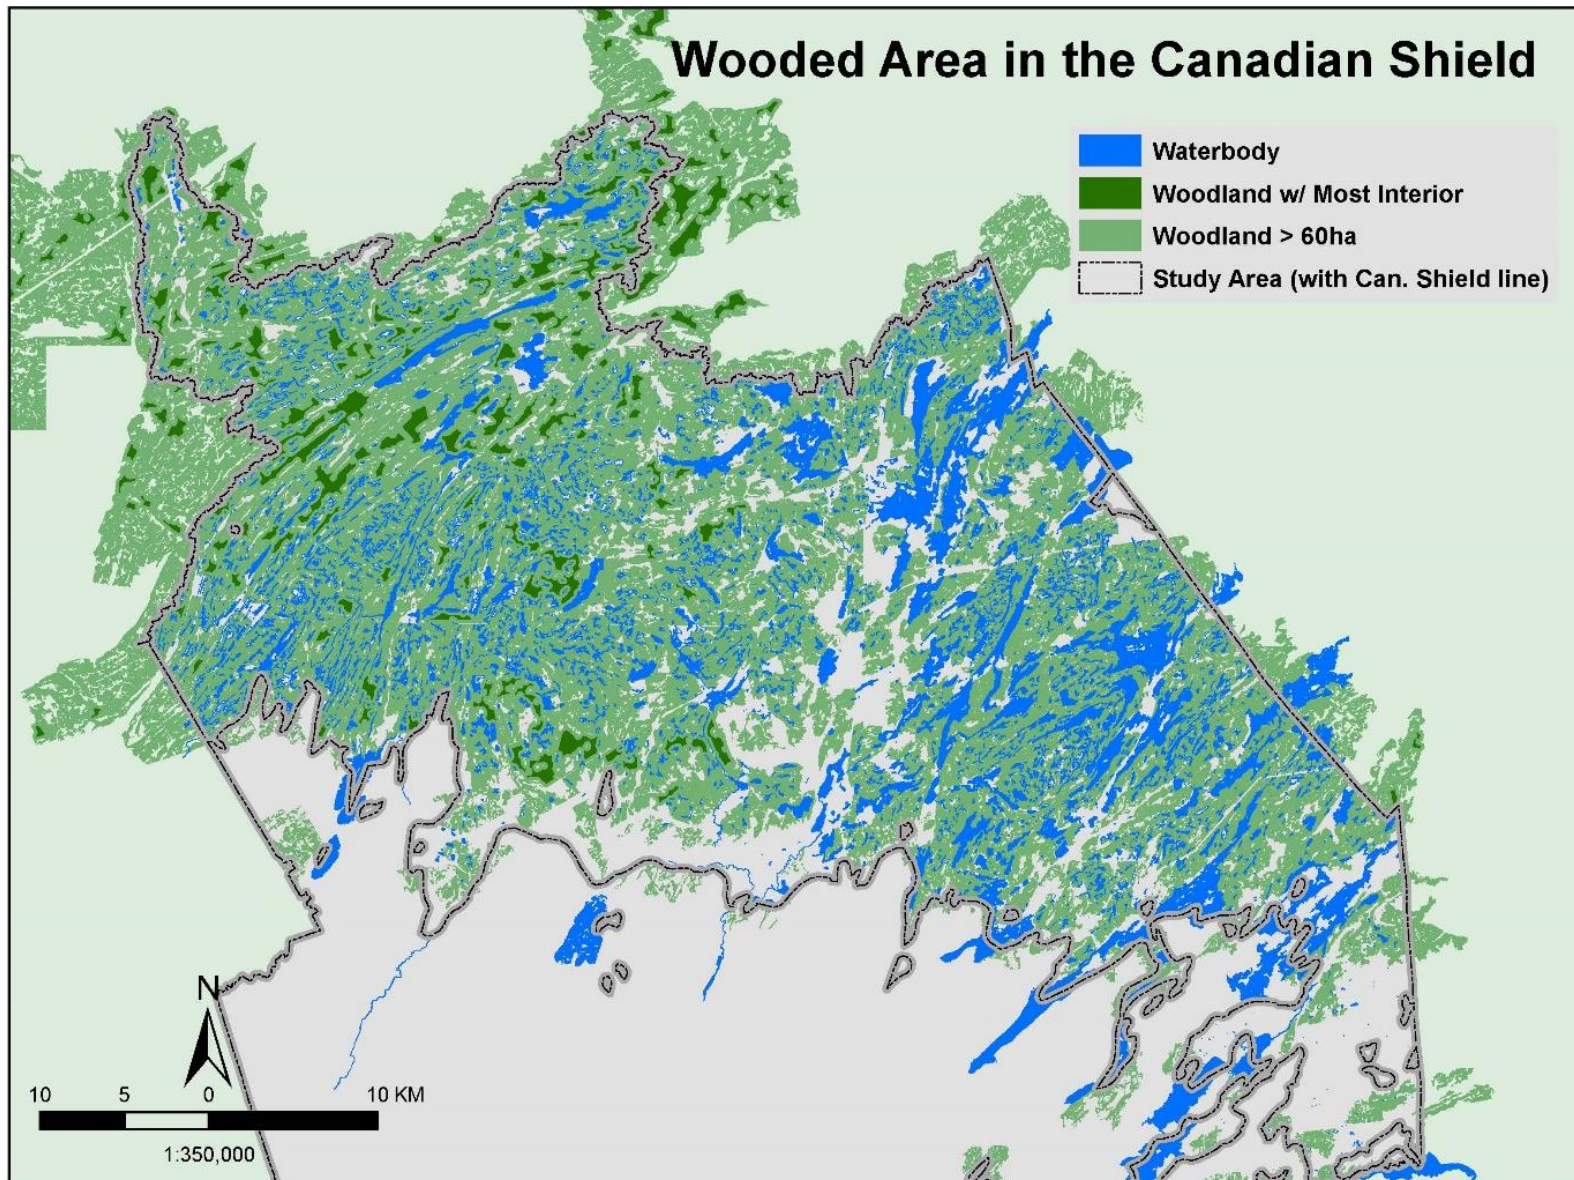 Wooded Area in the Canadian Shield
Waterbody
Woodland w/ Most Interior
Woodland > 60ha
Study Area (with Can. Shield line)
N
10 5 0 10 KM
1:350,000